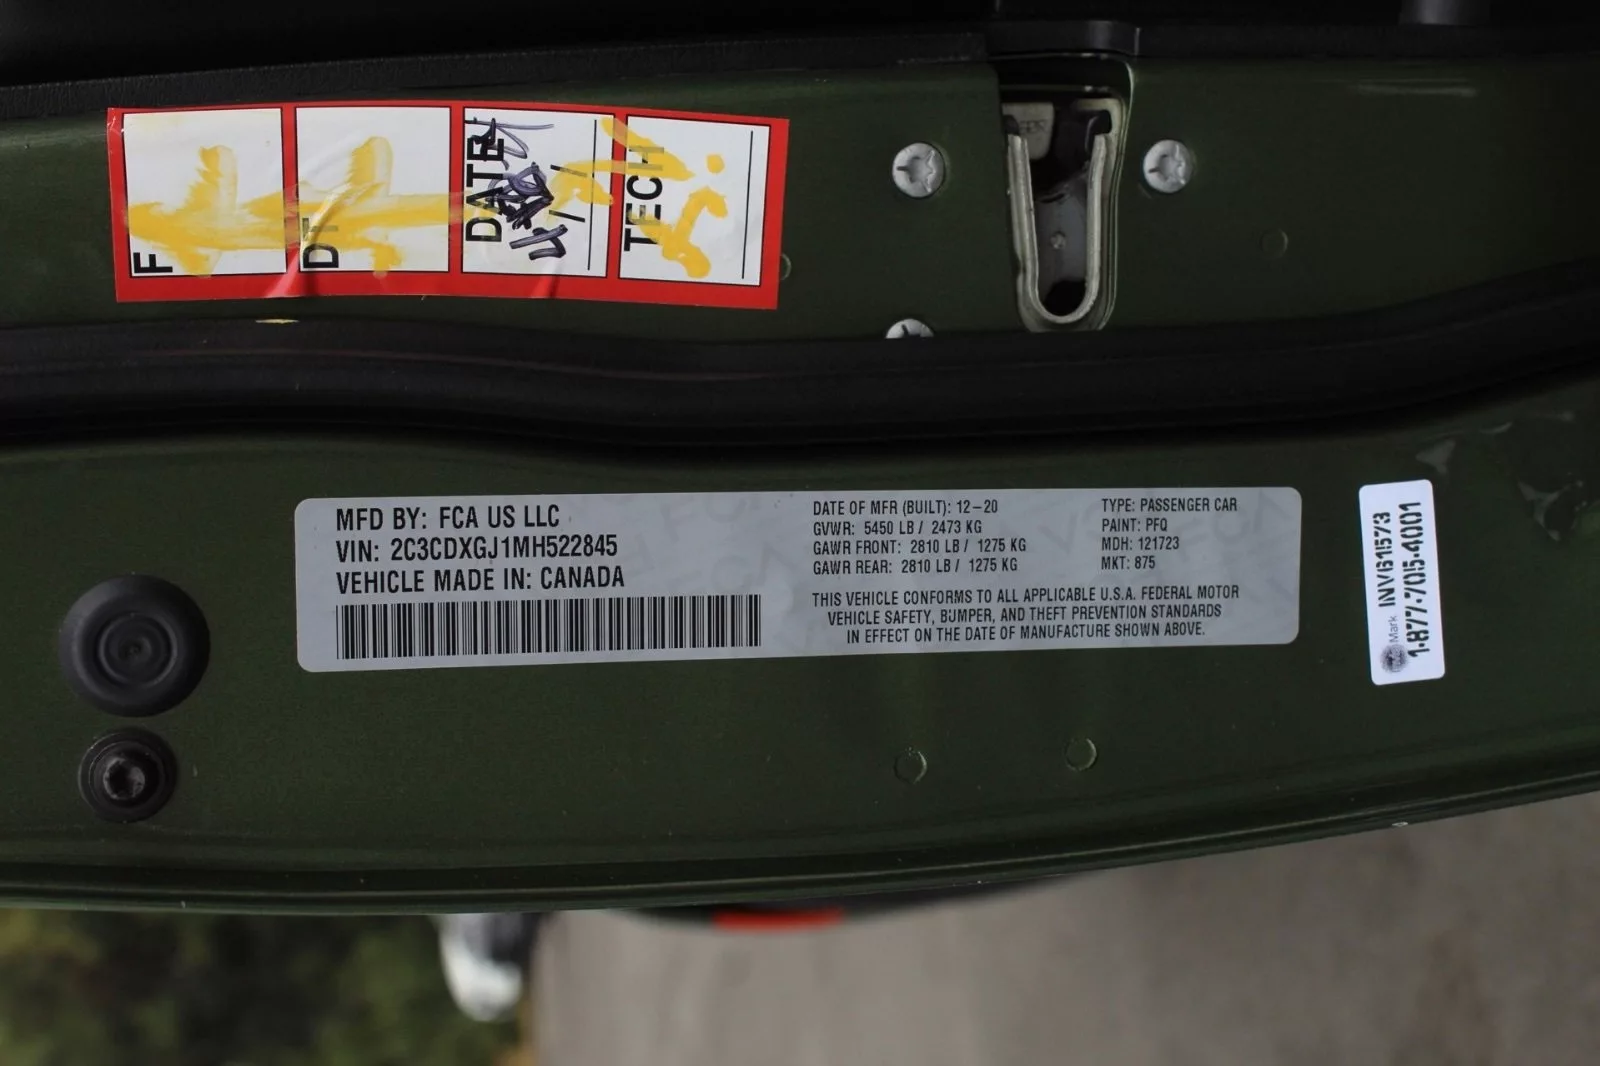 F
DATE
TECH
MFD BY: FCA US LLC
VIN: 2C3CDXGJ1MH522845
VEHICLE MADE IN: CANADA
DATE OF MFR (BUILT): 12-20
GVWR: 5450 LB / 2473 KG
GAWR FRONT: 2810 LB / 1275 KG
GAWR REAR: 2810 LB / 1275 KG
TYPE: PASSENGER CAR
PAINT: PFQ
MDH: 121723
MKT: 875
THIS VEHICLE CONFORMS TO ALL APPLICABLE U.S.A. FEDERAL MOTOR
VEHICLE SAFETY, BUMPER, AND THEFT PREVENTION STANDARDS
IN EFFECT ON THE DATE OF MANUFACTURE SHOWN ABOVE.
Mark INV61573
1-877-705-4001